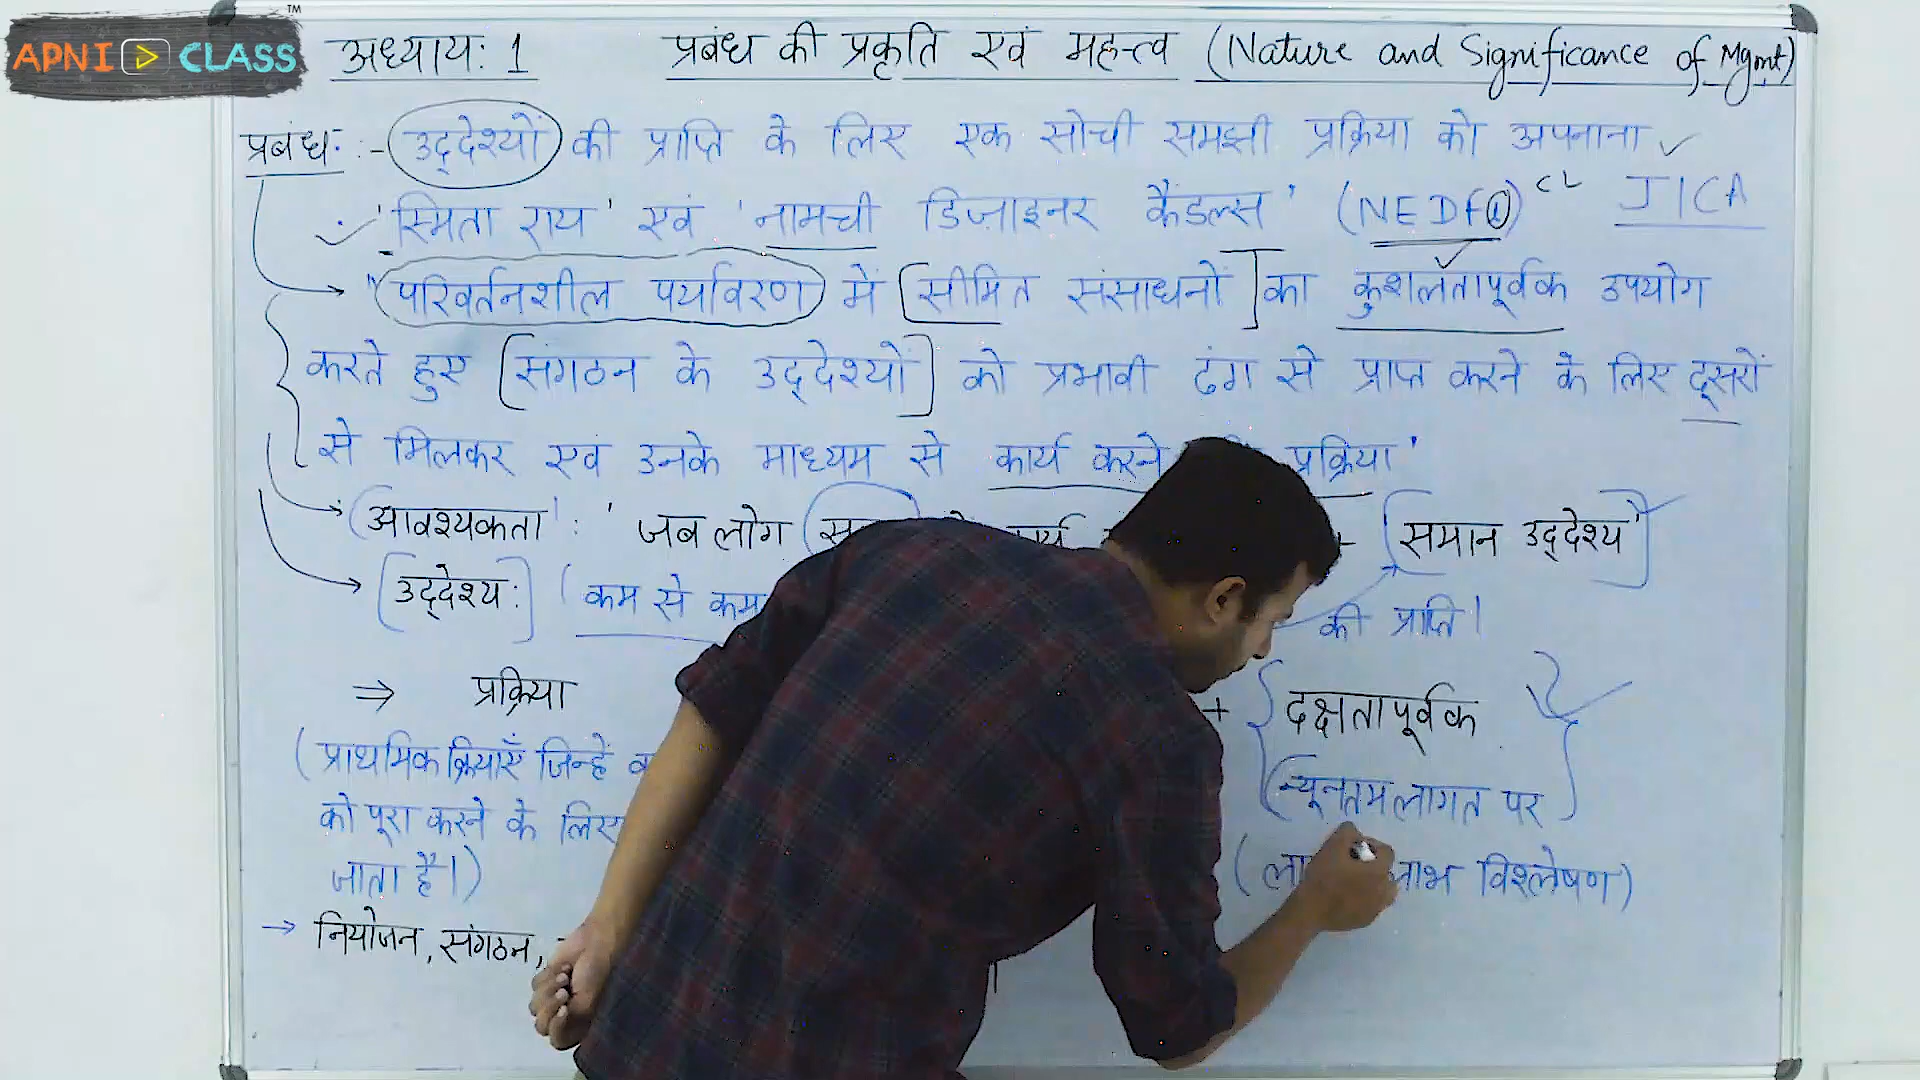 APNI CLASS TM
अध्याय: 1 प्रबंध की प्रकृति एवं महत्त्व (Nature and Significance of Mgmt)
प्रबंध: :- उद्देश्यों की प्राप्ति के लिए एक सोची समझी प्रक्रिया को अपनाना
'स्मिता राय' एवं 'नामची डिज़ाइनर कैंडल्स' (NEDFi) CL JICA
"परिवर्तनशील पर्यावरण में सीमित संसाधनों का कुशलतापूर्वक उपयोग
करते हुए संगठन के उद्देश्यों को प्रभावी ढंग से प्राप्त करने के लिए दूसरों
से मिलकर एवं उनके माध्यम से कार्य करने प्रक्रिया'
आवश्यकता : 'जब लोग समान उद्देश्य'
की प्राप्ति।
उद्देश्य: (कम से कम
⇒ प्रक्रिया + दक्षतापूर्वक
(प्राथमिक क्रियाएँ जिन्हें (न्यूनतम लागत पर
को पूरा करने के लिए
जाता है।) लाभ विश्लेषण)
→ नियोजन, संगठन,